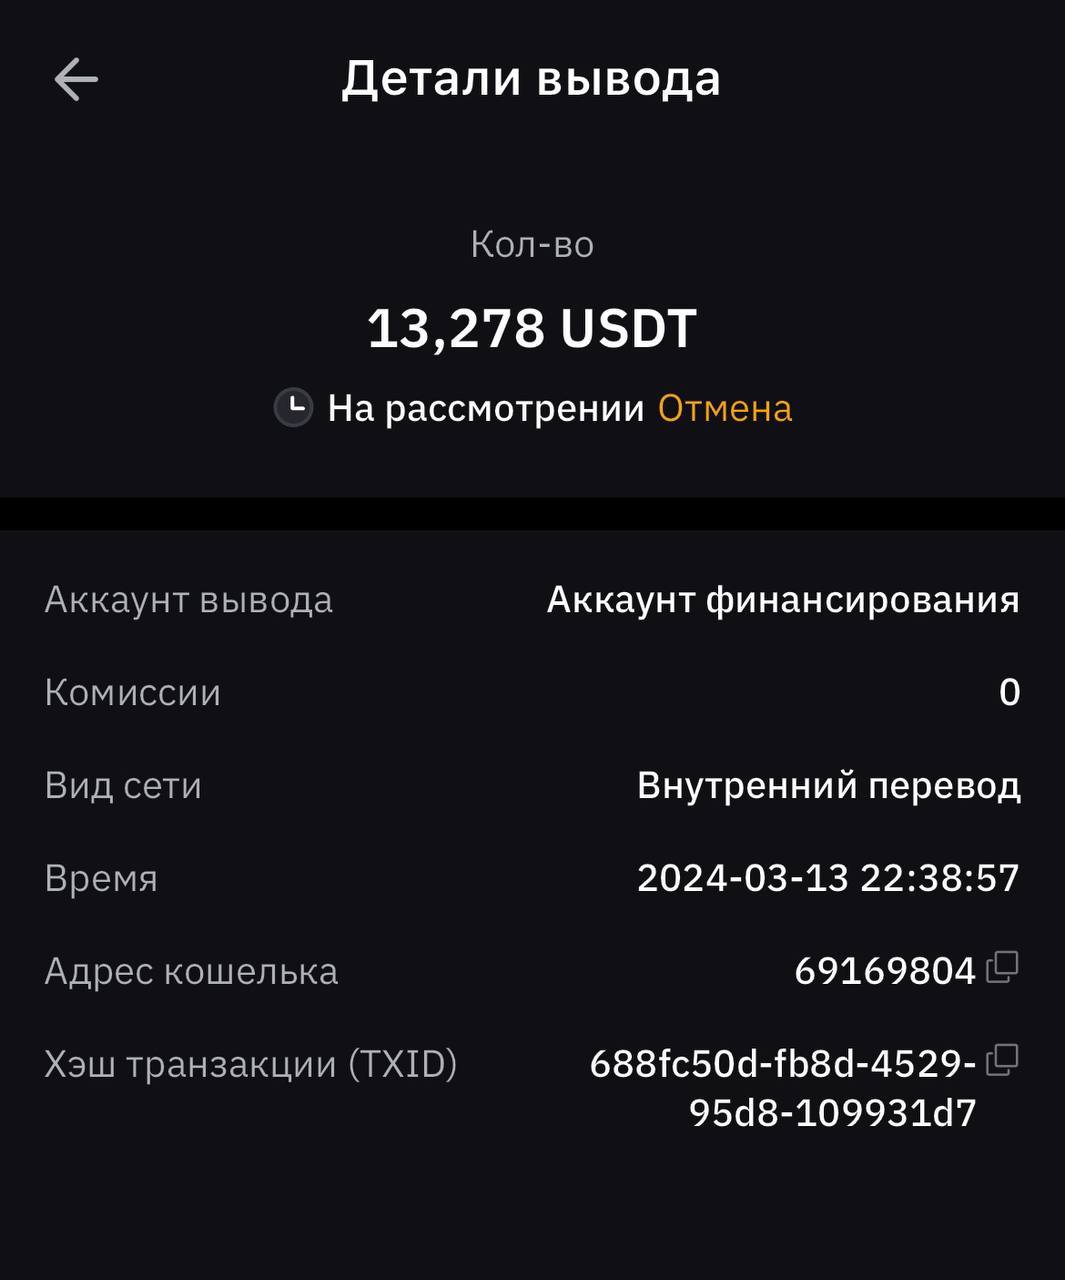 Детали вывода
Кол-во
13,278 USDT
На рассмотрении Отмена
Аккаунт вывода Аккаунт финансирования
Комиссии 0
Вид сети Внутренний перевод
Время 2024-03-13 22:38:57
Адрес кошелька 69169804
Хэш транзакции (TXID) 688fc50d-fb8d-4529-
95d8-109931d7